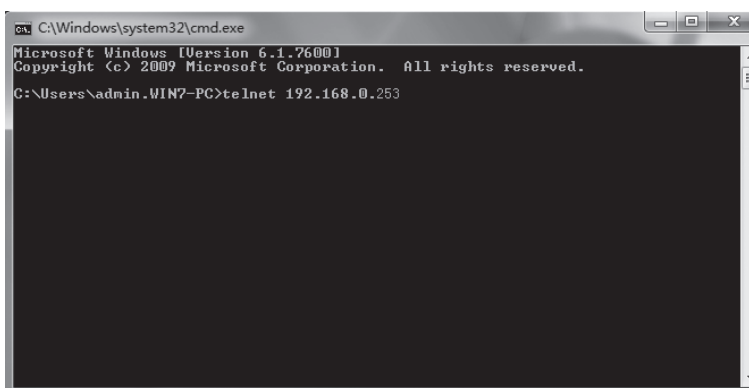 C:\Windows\system32\cmd.exe
Microsoft Windows [Version 6.1.7600]
Copyright (c) 2009 Microsoft Corporation. All rights reserved.
C:\Users\admin.WIN7-PC>telnet 192.168.0.253